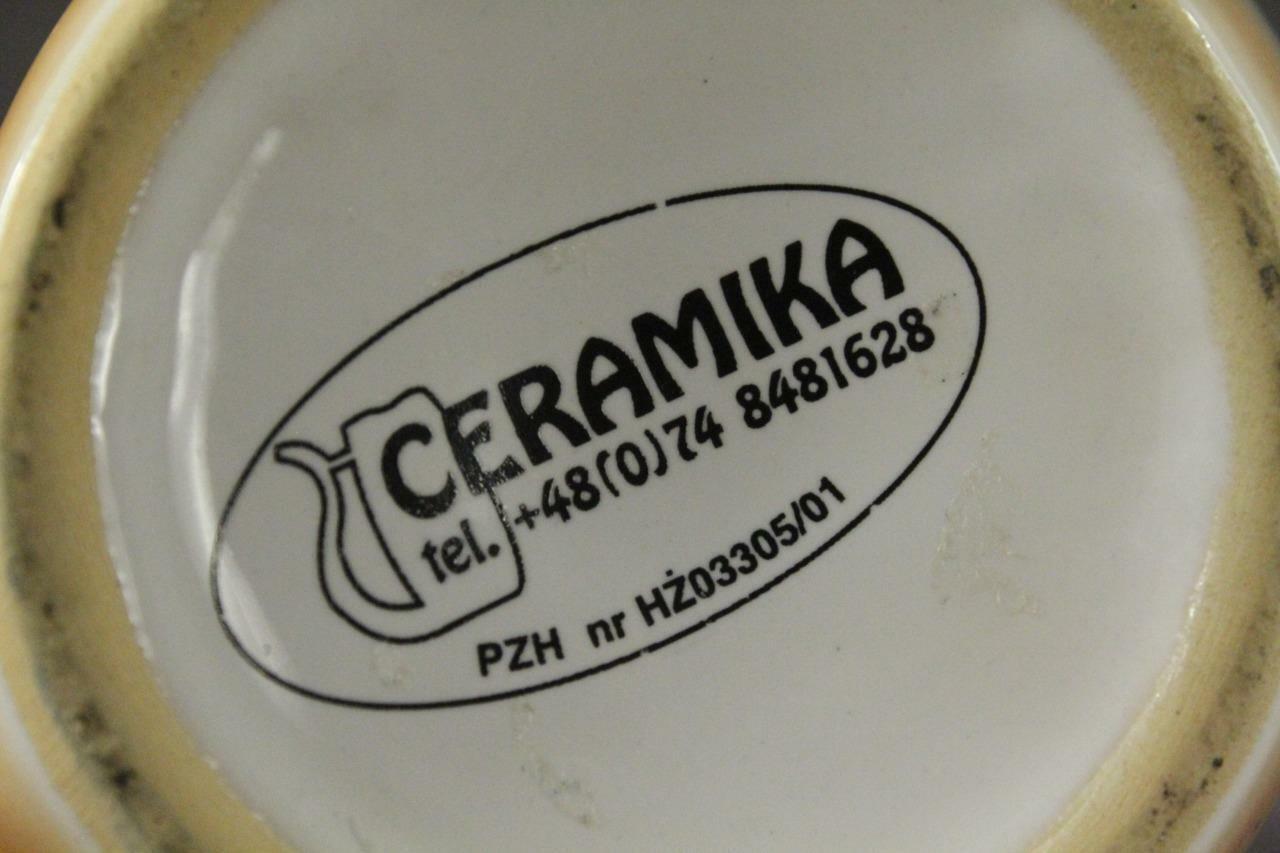 CERAMIKA
tel. +48(0)74 8481628
PZH nr HŻ03305/01